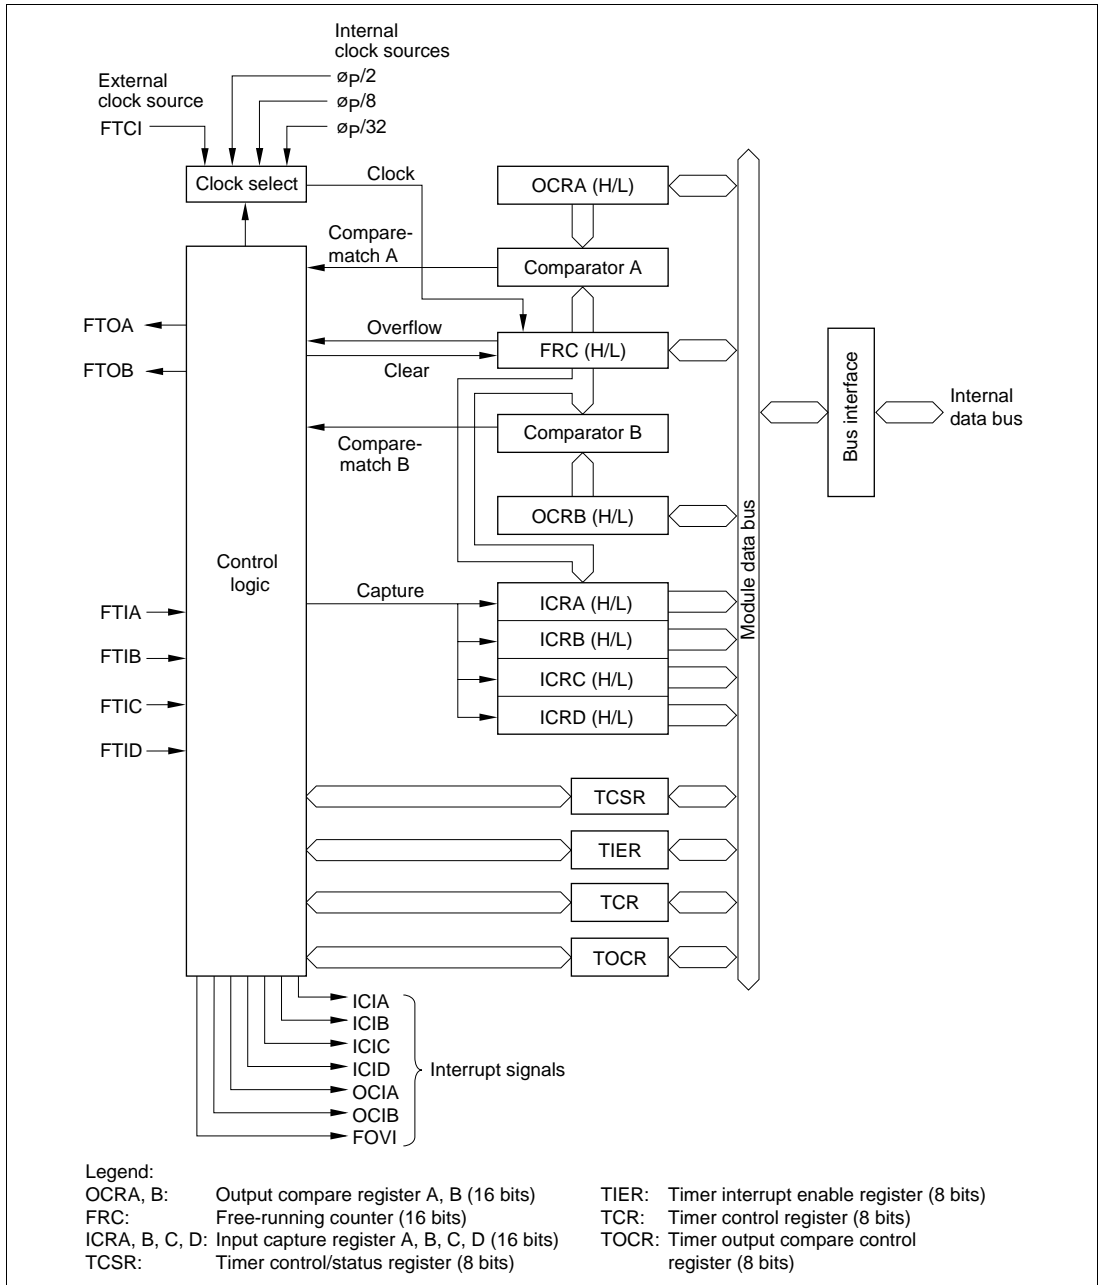 Internal
clock sources
External
clock source
øP/2
øP/8
FTCI
øP/32
Clock select
Clock
OCRA (H/L)
Compare-
match A
Comparator A
FTOA
Overflow
FRC (H/L)
FTOB
Clear
Bus interface
Internal
data bus
Compare-
match B
Comparator B
OCRB (H/L)
Module data bus
Control
logic
Capture
FTIA
ICRA (H/L)
FTIB
ICRB (H/L)
FTIC
ICRC (H/L)
FTID
ICRD (H/L)
TCSR
TIER
TCR
TOCR
ICIA
ICIB
ICIC
ICID
Interrupt signals
OCIA
OCIB
FOVI
Legend:
OCRA, B: Output compare register A, B (16 bits)
FRC: Free-running counter (16 bits)
ICRA, B, C, D: Input capture register A, B, C, D (16 bits)
TCSR: Timer control/status register (8 bits)
TIER: Timer interrupt enable register (8 bits)
TCR: Timer control register (8 bits)
TOCR: Timer output compare control
register (8 bits)